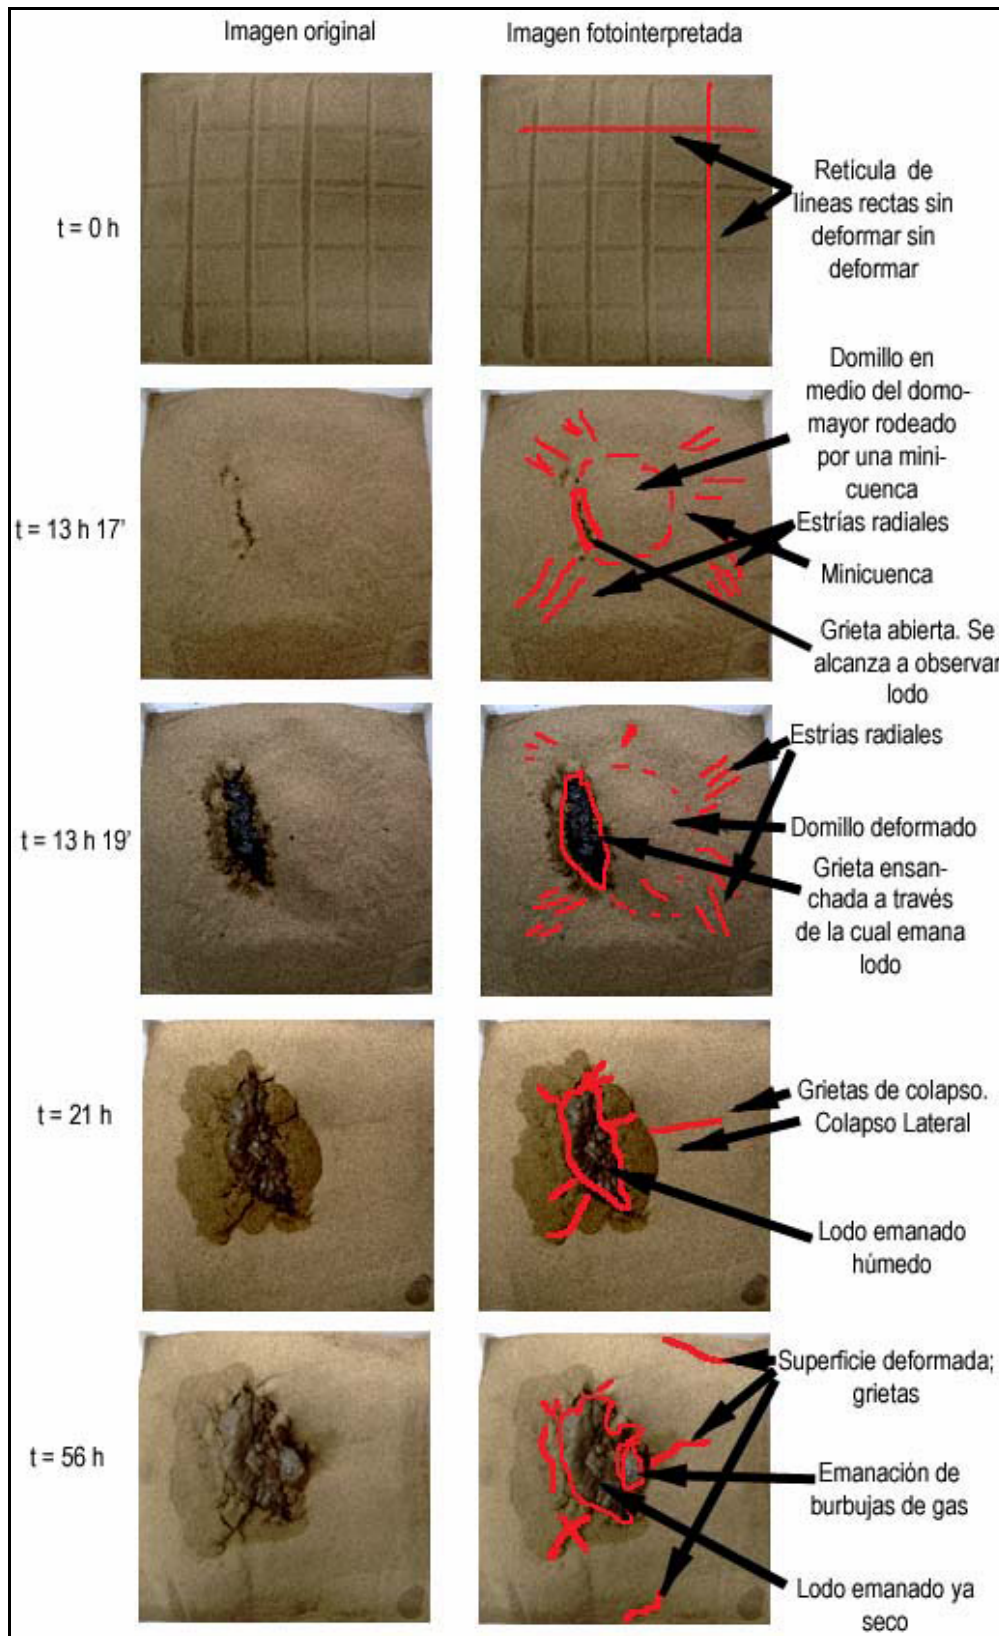 Imagen original
Imagen fotointerpretada
t = 0 h
Retícula de
líneas rectas sin
deformar sin
deformar
t = 13 h 17'
Domillo en
medio del domo-
mayor rodeado
por una mini-
cuenca
Estrías radiales
Minicuenca
Grieta abierta. Se
alcanza a observar
lodo
t = 13 h 19'
Estrías radiales
Domillo deformado
Grieta ensan-
chada a través
de la cual emana
lodo
t = 21 h
Grietas de colapso.
Colapso Lateral
Lodo emanado
húmedo
t = 56 h
Superficie deformada;
grietas
Emanación de
burbujas de gas
Lodo emanado ya
seco